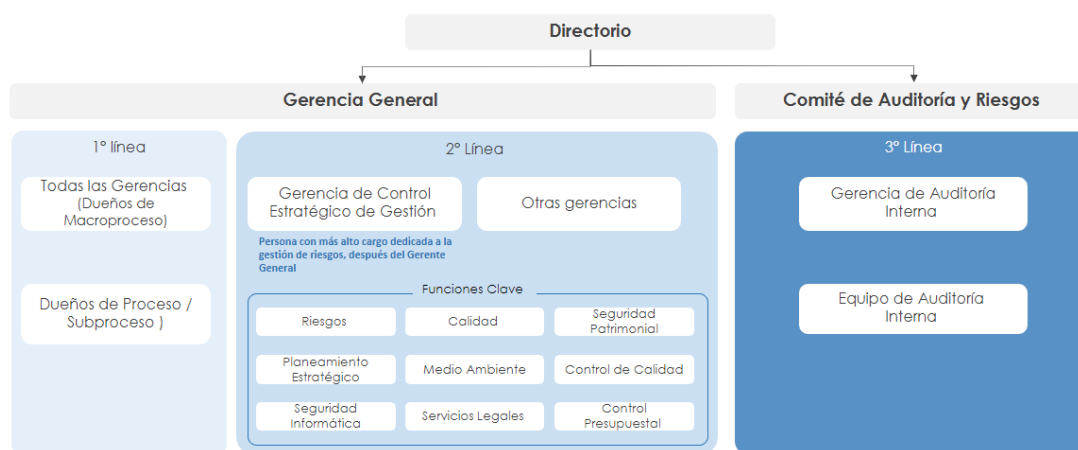 Directorio
Gerencia General
Comité de Auditoría y Riesgos
1° línea
Todas las Gerencias
(Dueños de
Macroproceso)
Dueños de Proceso /
Subproceso )
2° Línea
Gerencia de Control
Estratégico de Gestión
Otras gerencias
Persona con más alto cargo dedicada a la
gestión de riesgos, después del Gerente
General
Funciones Clave
Riesgos
Calidad
Seguridad
Patrimonial
Planeamiento
Estratégico
Medio Ambiente
Control de Calidad
Seguridad
Informática
Servicios Legales
Control
Presupuestal
3° Línea
Gerencia de Auditoría
Interna
Equipo de Auditoría
Interna